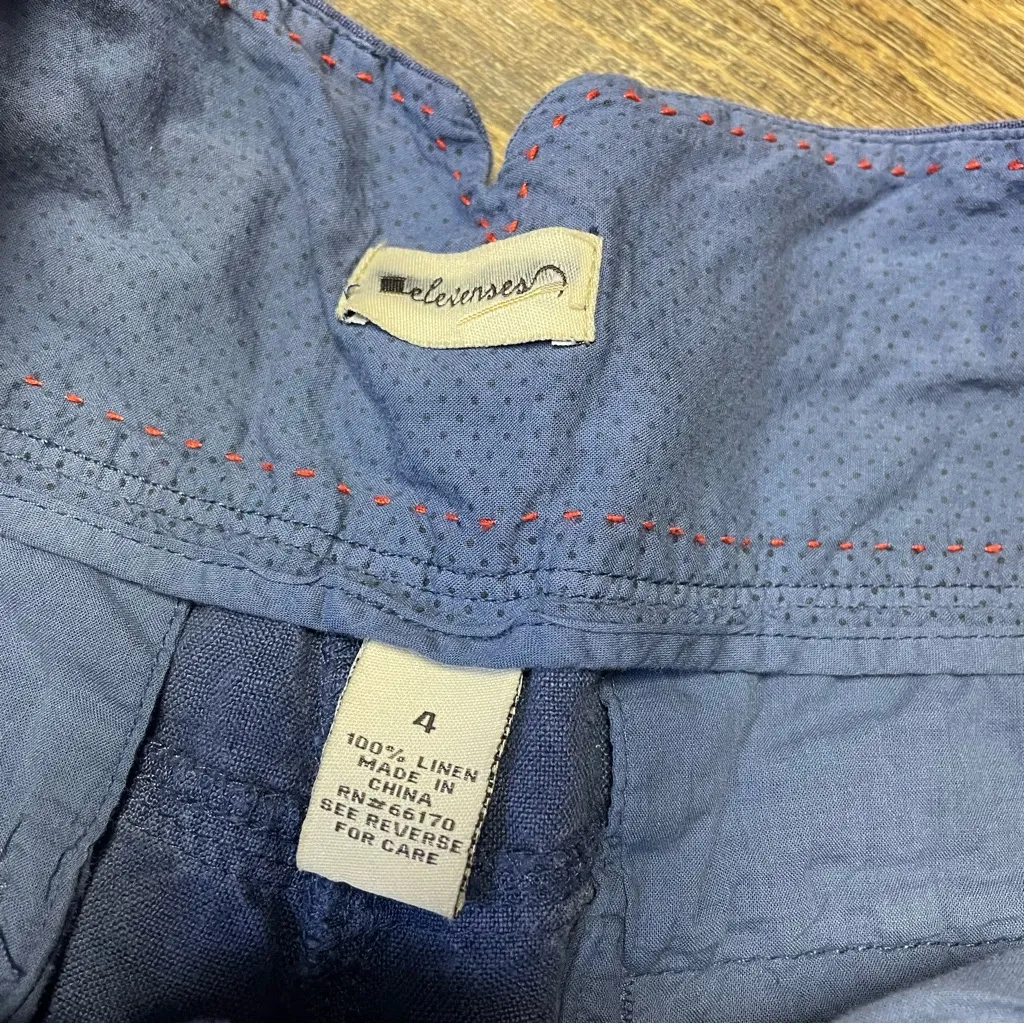 elevenses
4
100% LINEN
MADE IN
CHINA
RN#66170
SEE REVERSE
FOR CARE